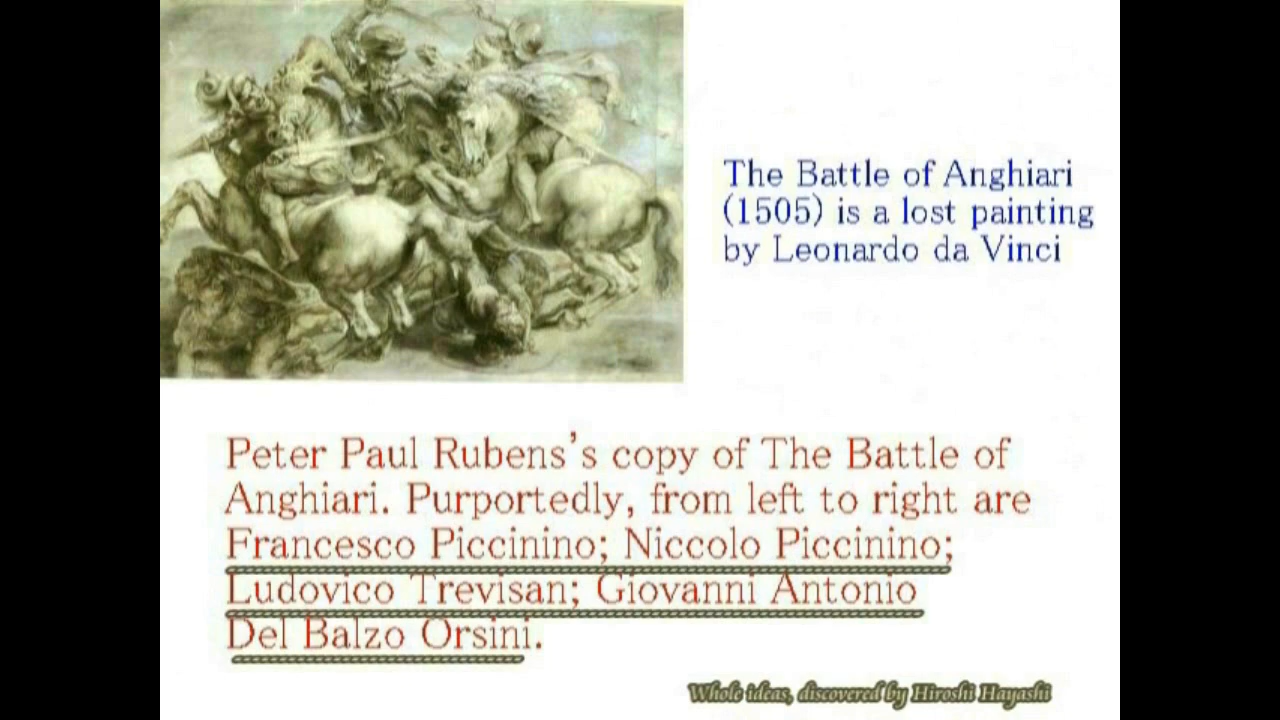 The Battle of Anghiari
(1505) is a lost painting
by Leonardo da Vinci
Peter Paul Rubens's copy of The Battle of
Anghiari. Purportedly, from left to right are
Francesco Piccinino; Niccolo Piccinino;
Ludovico Trevisan; Giovanni Antonio
Del Balzo Orsini.
Whole ideas, discovered by Hiroshi Hayashi